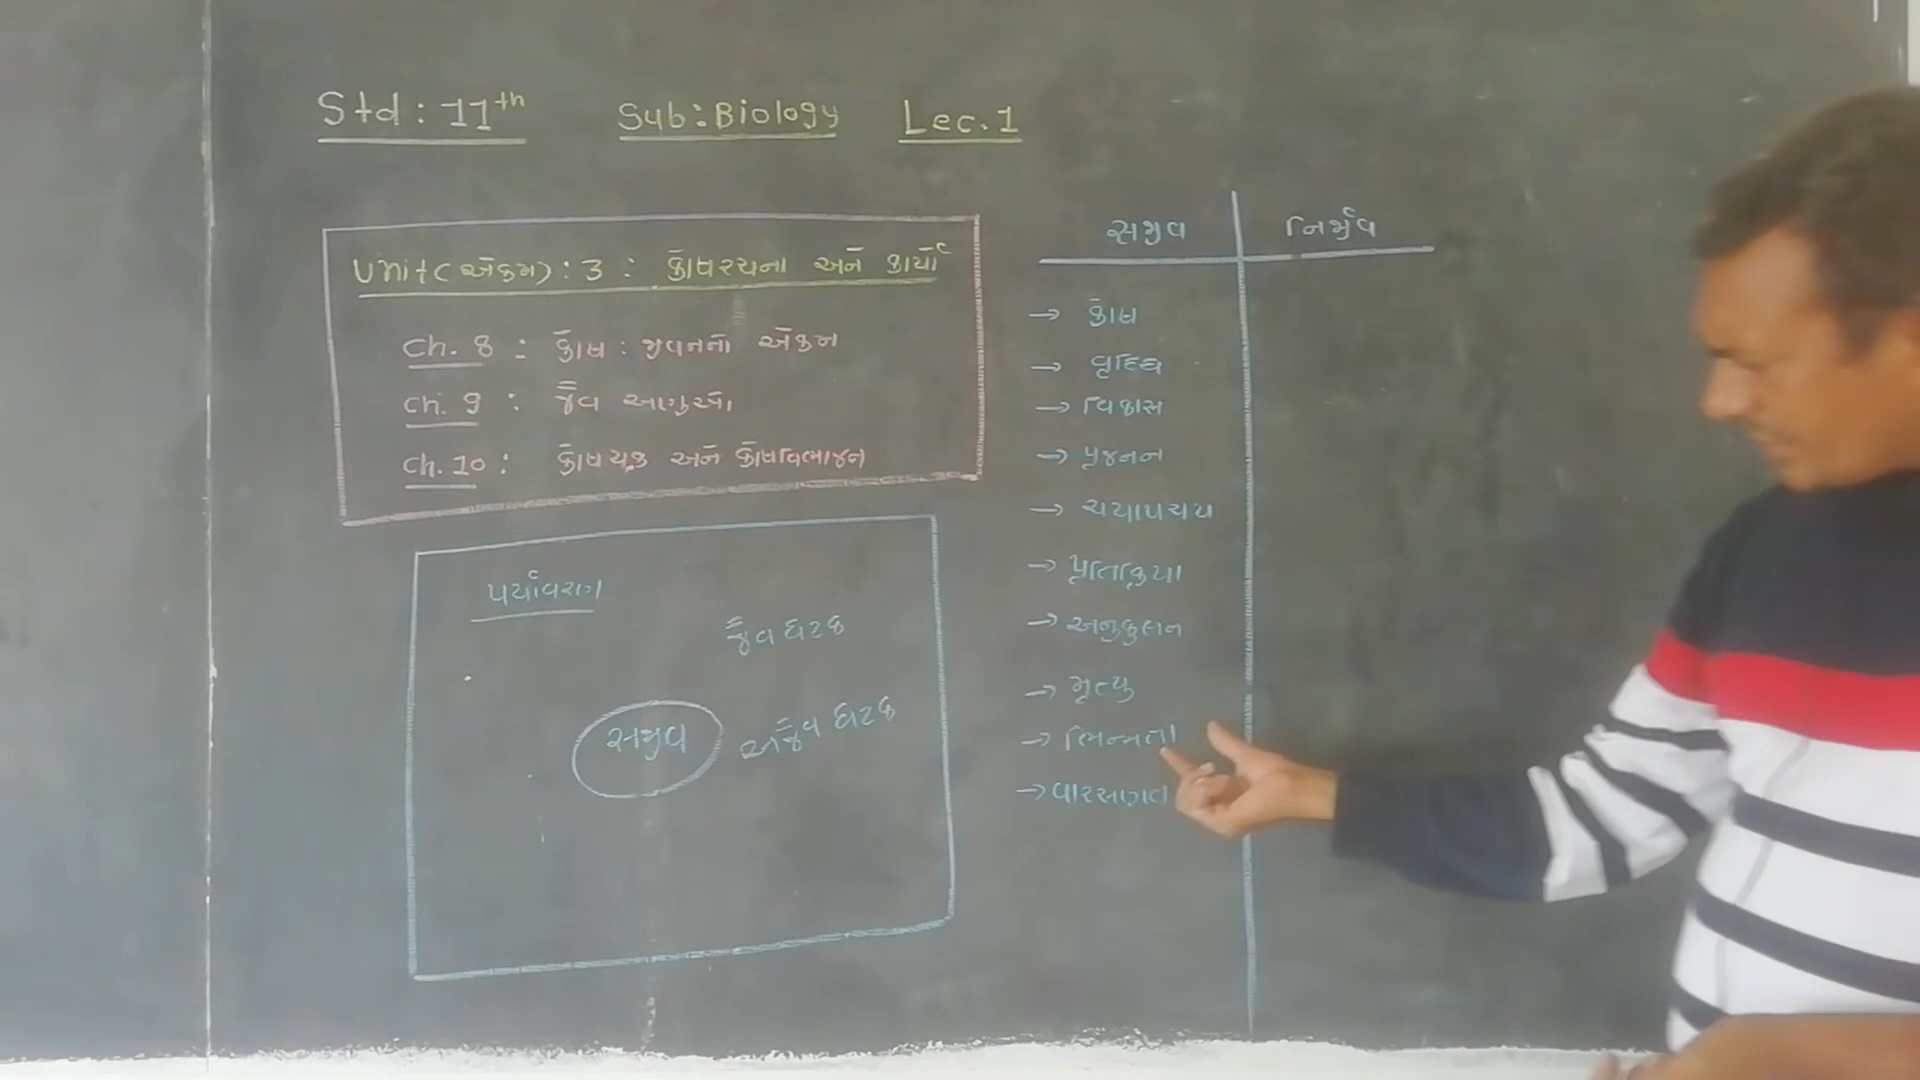 Std : 11th Sub : Biology Lec. 1
Unit (એકમ) : 3 : કોષરચના અને કાર્યો
Ch. 8 : કોષ : જીવનનો એકમ
Ch. 9 : જૈવ અણુઓ
Ch. 10 : કોષચક્ર અને કોષવિભાજન
પર્યાવરણ
જૈવ ઘટક
સજીવ
અજૈવ ઘટક
સજીવ નિર્જીવ
→ કોષ
→ વૃદ્ધિ
→ વિકાસ
→ પ્રજનન
→ ચયાપચય
→ પ્રતિક્રિયા
→ અનુકુલન
→ મૃત્યુ
→ ભિન્નતા
→ વારસાગત